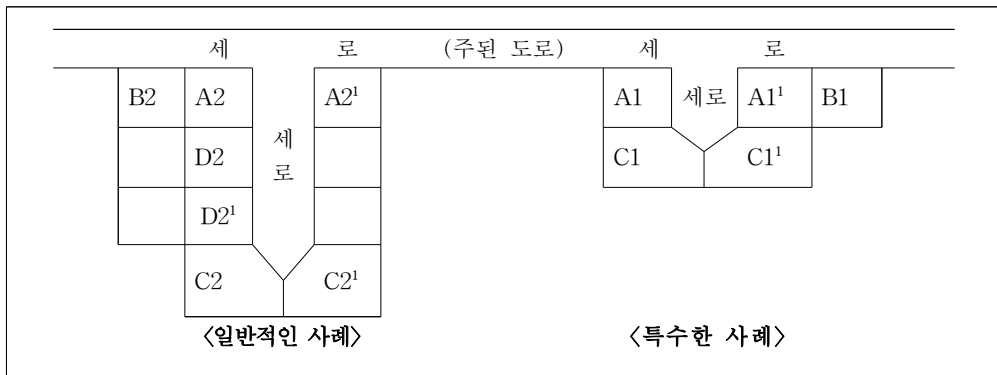 세 로 (주된 도로) 세 로
B2 A2 A2¹ A1 세로 A1¹ B1
세
로
D2 C1 C1¹
D2¹
C2 C2¹
〈일반적인 사례〉 〈특수한 사례〉